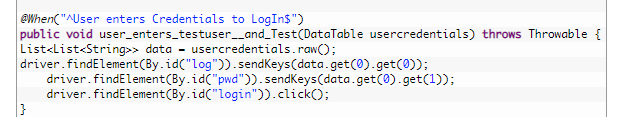 @When("^User enters Credentials to LogIn$")
public void user_enters_testuser__and_Test(DataTable usercredentials) throws Throwable {
List<List<String>> data = usercredentials.raw();
driver.findElement(By.id("log")).sendKeys(data.get(0).get(0));
    driver.findElement(By.id("pwd")).sendKeys(data.get(0).get(1));
    driver.findElement(By.id("login")).click();
}